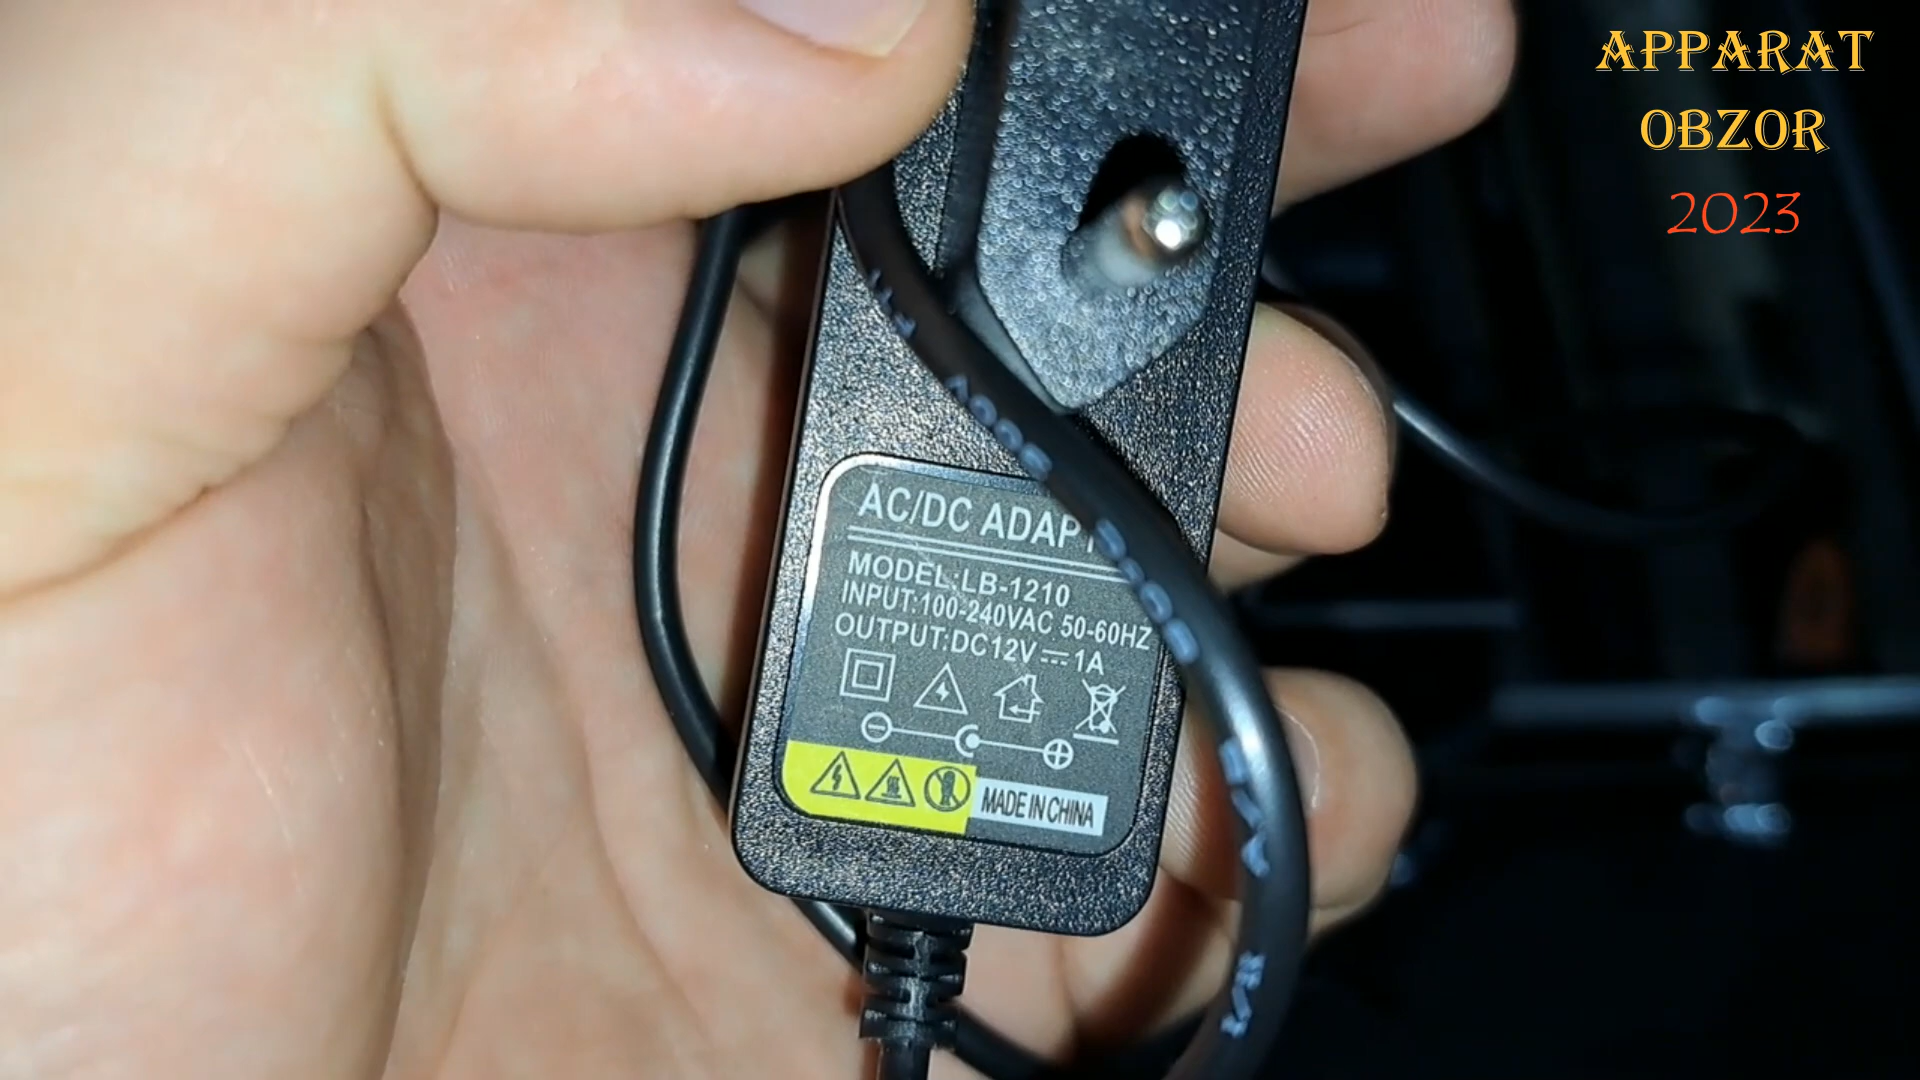 APPARAT
OBZOR
2023
AC/DC ADAPT
MODEL:LB-1210
INPUT:100-240VAC 50-60HZ
OUTPUT:DC12V⎓1A
MADE IN CHINA